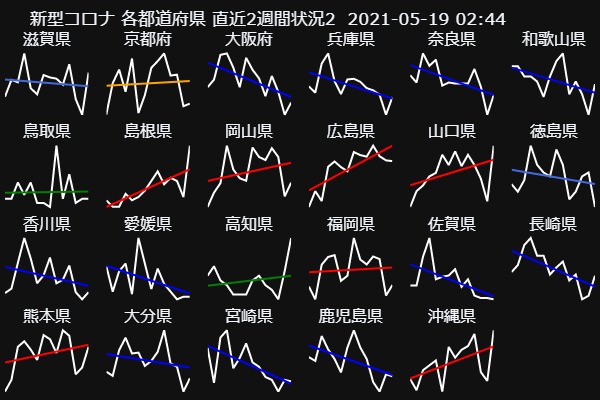 新型コロナ 各都道府県 直近2週間状況2 2021-05-19 02:44
滋賀県 京都府 大阪府 兵庫県 奈良県 和歌山県
鳥取県 島根県 岡山県 広島県 山口県 徳島県
香川県 愛媛県 高知県 福岡県 佐賀県 長崎県
熊本県 大分県 宮崎県 鹿児島県 沖縄県